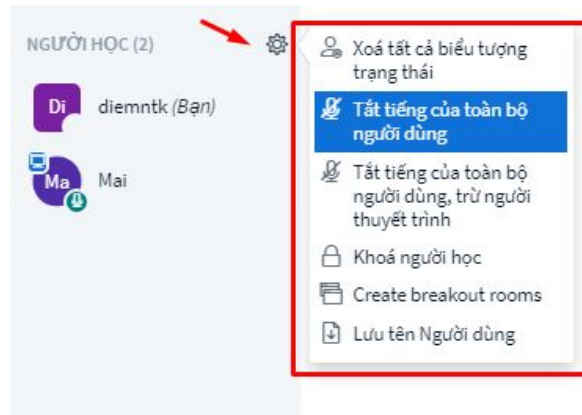 NGƯỜI HỌC (2)
Di
diemntk (Bạn)
Ma
Mai
Xoá tất cả biểu tượng
trạng thái
Tắt tiếng của toàn bộ
người dùng
Tắt tiếng của toàn bộ
người dùng, trừ người
thuyết trình
Khoá người học
Create breakout rooms
Lưu tên Người dùng